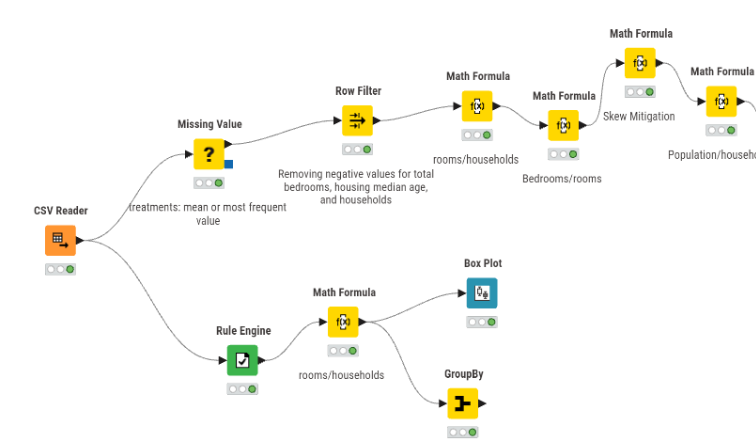 Math Formula
Math Formula
Skew Mitigation
Population/househo
Math Formula
rooms/households
Math Formula
Bedrooms/rooms
Row Filter
Removing negative values for total
bedrooms, housing median age,
and households
Missing Value
?
treatments: mean or most frequent
value
CSV Reader
Box Plot
Math Formula
f(x)
rooms/households
Rule Engine
GroupBy